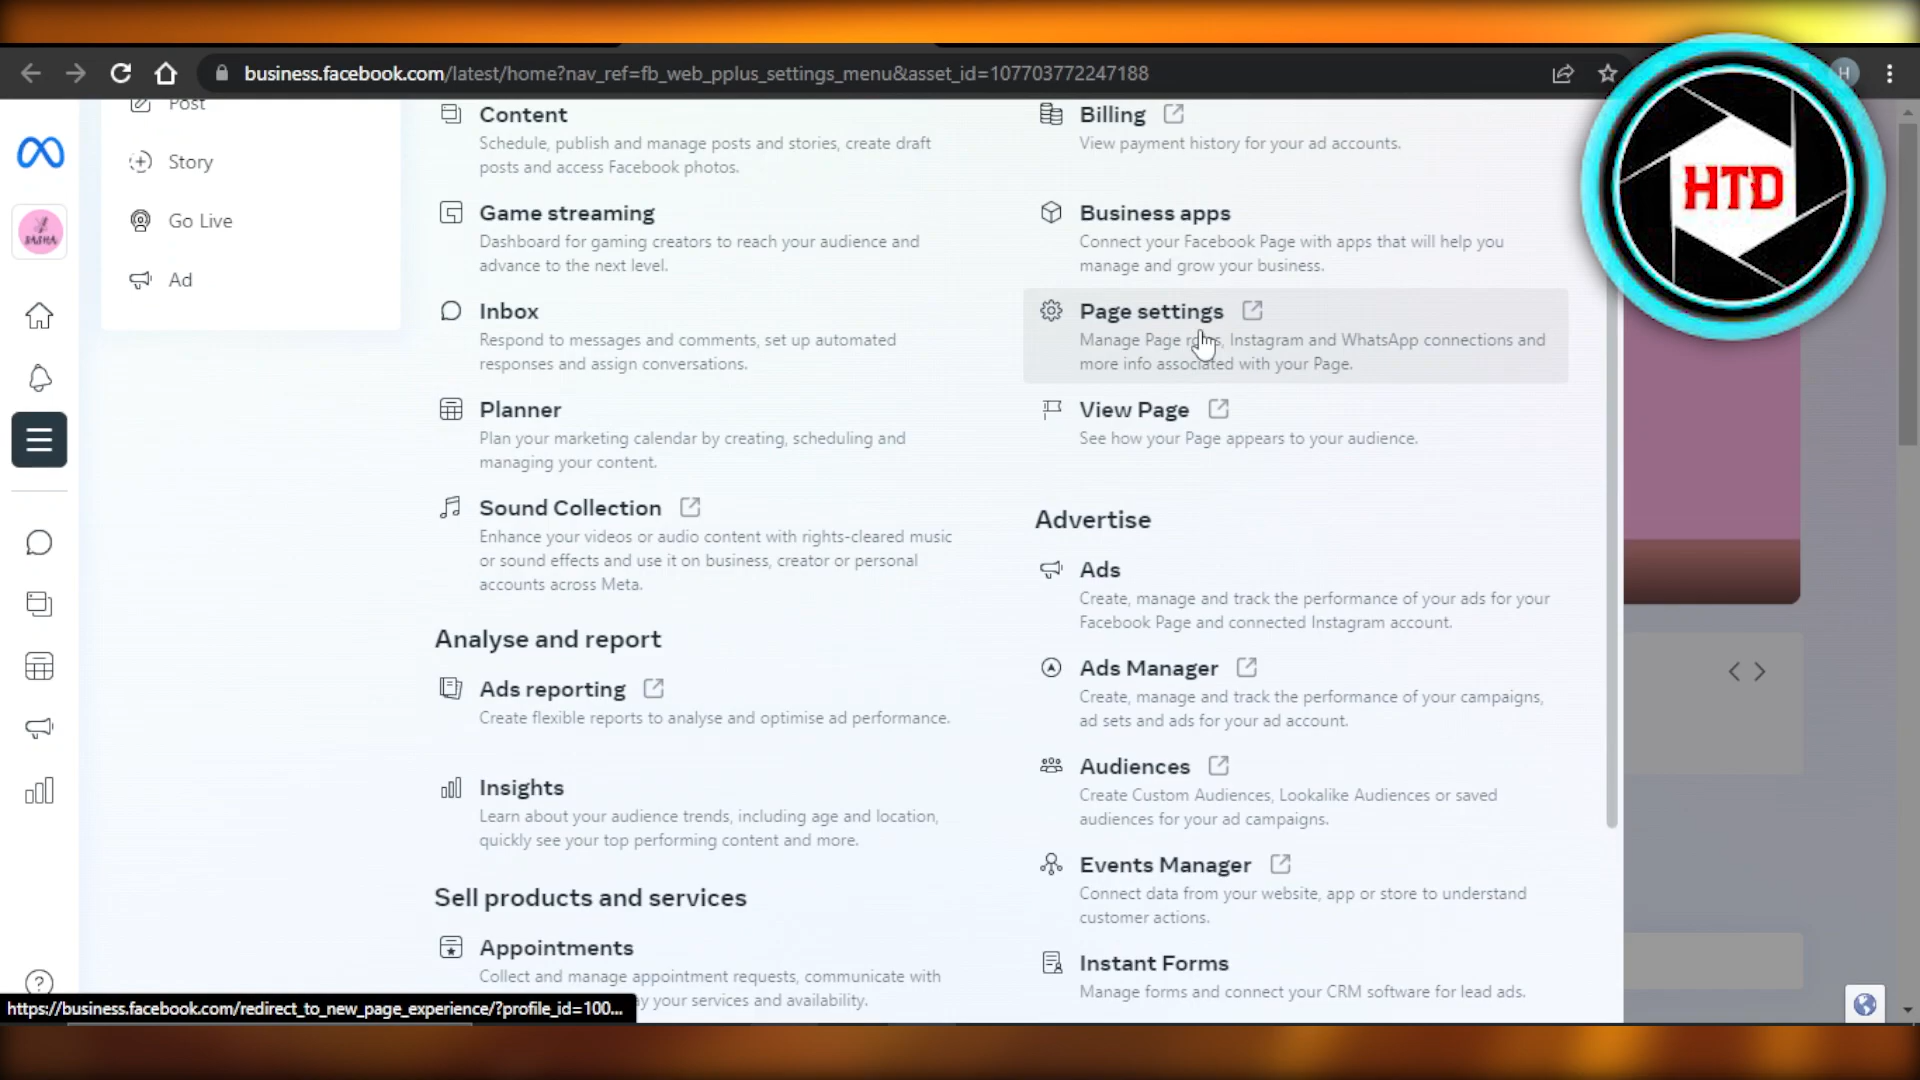 business.facebook.com/latest/home?nav_ref=fb_web_pplus_settings_menu&asset_id=107703772247188
H
HTD
SASHA
Post
Story
Go Live
Ad
Content
Schedule, publish and manage posts and stories, create draft
posts and access Facebook photos.
Game streaming
Dashboard for gaming creators to reach your audience and
advance to the next level.
Inbox
Respond to messages and comments, set up automated
responses and assign conversations.
Planner
Plan your marketing calendar by creating, scheduling and
managing your content.
Sound Collection
Enhance your videos or audio content with rights-cleared music
or sound effects and use it on business, creator or personal
accounts across Meta.
Analyse and report
Ads reporting
Create flexible reports to analyse and optimise ad performance.
Insights
Learn about your audience trends, including age and location,
quickly see your top performing content and more.
Sell products and services
Appointments
Collect and manage appointment requests, communicate with
your services and availability.
Billing
View payment history for your ad accounts.
Business apps
Connect your Facebook Page with apps that will help you
manage and grow your business.
Page settings
Manage Page , Instagram and WhatsApp connections and
more info associated with your Page.
View Page
See how your Page appears to your audience.
Advertise
Ads
Create, manage and track the performance of your ads for your
Facebook Page and connected Instagram account.
Ads Manager
Create, manage and track the performance of your campaigns,
ad sets and ads for your ad account.
Audiences
Create Custom Audiences, Lookalike Audiences or saved
audiences for your ad campaigns.
Events Manager
Connect data from your website, app or store to understand
customer actions.
Instant Forms
Manage forms and connect your CRM software for lead ads.
https://business.facebook.com/redirect_to_new_page_experience/?profile_id=100...